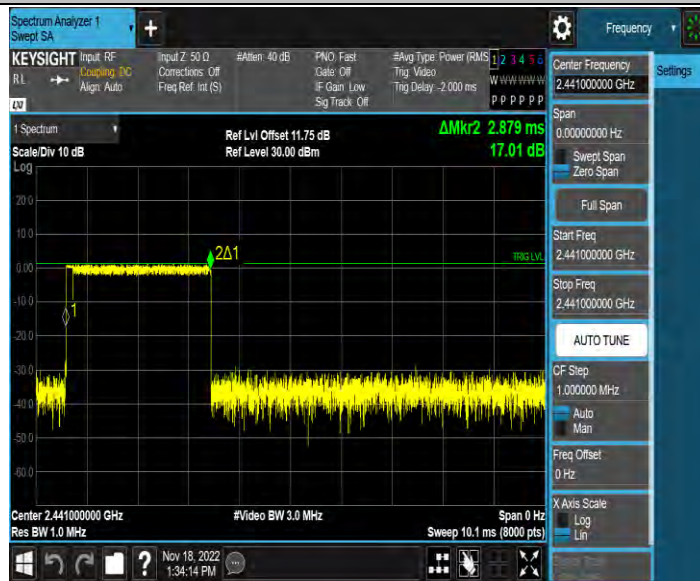 Spectrum Analyzer 1
Swept SA
+
Frequency
KEYSIGHT
RL
Input: RF
Coupling: DC
Align: Auto
Input Z: 50 Ω
Corrections: Off
Freq Ref: Int (S)
#Atten: 40 dB
PNO: Fast
Gate: Off
IF Gain: Low
Sig Track: Off
#Avg Type: Power (RMS
Trig: Video
Trig Delay: -2.000 ms
1 2 3 4 5 6
W W W W W W
P P P P P P
LXI
1 Spectrum
Scale/Div 10 dB
Log
Ref Lvl Offset 11.75 dB
Ref Level 30.00 dBm
ΔMkr2 2.879 ms
17.01 dB
20.0
10.0
0.00
-10.0
-20.0
-30.0
-40.0
-50.0
-60.0
2Δ1
1
TRIG LVL
Center 2.441000000 GHz
Res BW 1.0 MHz
#Video BW 3.0 MHz
Span 0 Hz
Sweep 10.1 ms (8000 pts)
?
Nov 18, 2022
1:34:14 PM
Center Frequency
2.441000000 GHz
Settings
Span
0.00000000 Hz
Swept Span
Zero Span
Full Span
Start Freq
2.441000000 GHz
Stop Freq
2.441000000 GHz
AUTO TUNE
CF Step
1.000000 MHz
Auto
Man
Freq Offset
0 Hz
X Axis Scale
Log
Lin